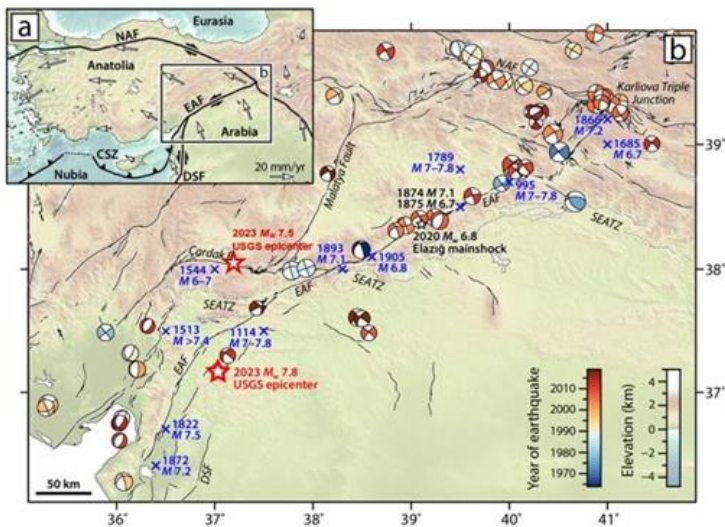 a
Eurasia
NAF
Anatolia
b
EAF
Arabia
CSZ
Nubia
DSF
20 mm/yr
b
NAF
Karlıova Triple
Junction
1866
M 7.2
1685
M 6.7
39°
1789
M 7–7.8
Malatya Fault
1874 M 7.1
1875 M 6.7
EAF
995
M 7–7.8
SEATZ
2020 Mw 6.8
Elazığ mainshock
2023 Mw 7.5
USGS epicenter
Çardak F.
1893
M 7.1
1905
M 6.8
1544
M 6–7
38°
SEATZ
EAF
SEATZ
1513
M >7.4
1114
M 7–7.8
EAF
2023 Mw 7.8
USGS epicenter
37°
1822
M 7.5
1872
M 7.2
DSF
50 km
Year of earthquake
2010
2000
1990
1980
1970
Elevation (km)
4
2
0
−2
−4
36°
37°
38°
39°
40°
41°